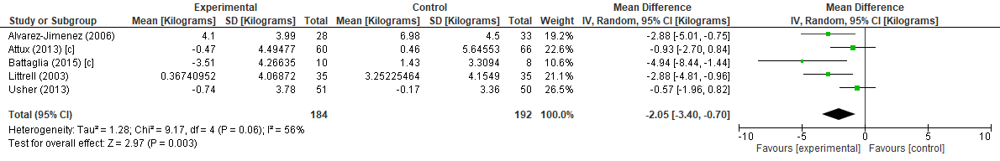 Experimental Control Mean Difference Mean Difference
Study or Subgroup Mean [Kilograms] SD [Kilograms] Total Mean [Kilograms] SD [Kilograms] Total Weight IV, Random, 95% CI [Kilograms] IV, Random, 95% CI [Kilograms]
Alvarez-Jimenez (2006) 4.1 3.99 28 6.98 4.5 33 19.2% -2.88 [-5.01, -0.75]
Attux (2013) [c] -0.47 4.49477 60 0.46 5.64553 66 22.6% -0.93 [-2.70, 0.84]
Battaglia (2015) [c] -3.51 4.26635 10 1.43 3.3094 8 10.6% -4.94 [-8.44, -1.44]
Littrell (2003) 0.36740952 4.06872 35 3.25225464 4.1549 35 21.1% -2.88 [-4.81, -0.96]
Usher (2013) -0.74 3.78 51 -0.17 3.36 50 26.5% -0.57 [-1.96, 0.82]
Total (95% CI) 184 192 100.0% -2.05 [-3.40, -0.70]
Heterogeneity: Tau² = 1.28; Chi² = 9.17, df = 4 (P = 0.06); I² = 56%
Test for overall effect: Z = 2.97 (P = 0.003)
-10 -5 0 5 10
Favours [experimental] Favours [control]